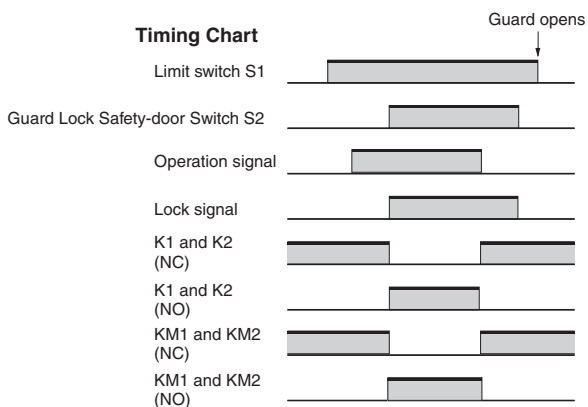 Guard opens
Timing Chart
Limit switch S1
Guard Lock Safety-door Switch S2
Operation signal
Lock signal
K1 and K2
(NC)
K1 and K2
(NO)
KM1 and KM2
(NC)
KM1 and KM2
(NO)